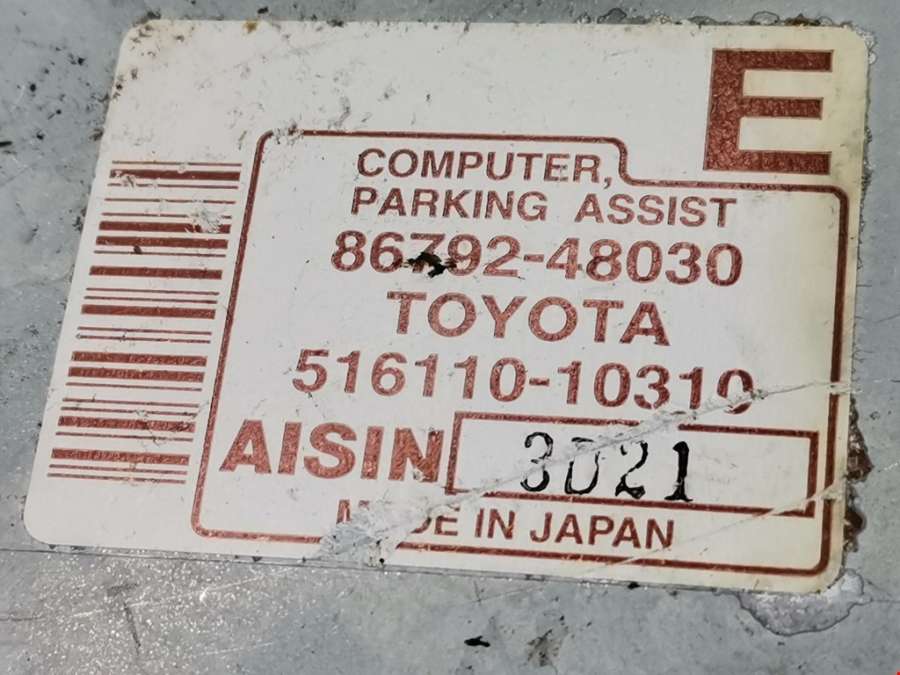 E
COMPUTER,
PARKING ASSIST
86792-48030
TOYOTA
516110-10310
AISIN 3D21
MADE IN JAPAN